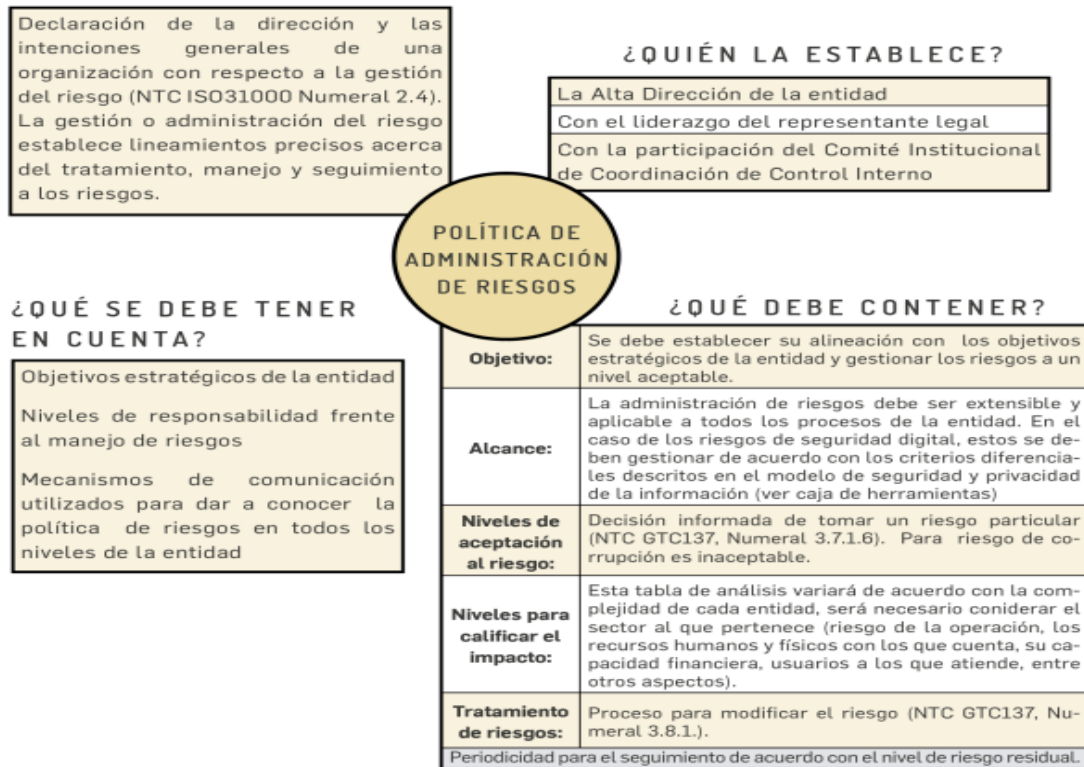 Declaración de la dirección y las
intenciones generales de una
organización con respecto a la gestión
del riesgo (NTC ISO31000 Numeral 2.4).
La gestión o administración del riesgo
establece lineamientos precisos acerca
del tratamiento, manejo y seguimiento
a los riesgos.
¿QUIÉN LA ESTABLECE?
La Alta Dirección de la entidad
Con el liderazgo del representante legal
Con la participación del Comité Institucional
de Coordinación de Control Interno
POLÍTICA DE
ADMINISTRACIÓN
DE RIESGOS
¿QUÉ SE DEBE TENER
EN CUENTA?
Objetivos estratégicos de la entidad
Niveles de responsabilidad frente
al manejo de riesgos
Mecanismos de comunicación
utilizados para dar a conocer la
política de riesgos en todos los
niveles de la entidad
¿QUÉ DEBE CONTENER?
Objetivo:
Se debe establecer su alineación con los objetivos
estratégicos de la entidad y gestionar los riesgos a un
nivel aceptable.
Alcance:
La administración de riesgos debe ser extensible y
aplicable a todos los procesos de la entidad. En el
caso de los riesgos de seguridad digital, estos se de-
ben gestionar de acuerdo con los criterios diferencia-
les descritos en el modelo de seguridad y privacidad
de la información (ver caja de herramientas)
Niveles de
aceptación
al riesgo:
Decisión informada de tomar un riesgo particular
(NTC GTC137, Numeral 3.7.1.6). Para riesgo de co-
rrupción es inaceptable.
Niveles para
calificar el
impacto:
Esta tabla de análisis variará de acuerdo con la com-
plejidad de cada entidad, será necesario coniderar el
sector al que pertenece (riesgo de la operación, los
recursos humanos y físicos con los que cuenta, su ca-
pacidad financiera, usuarios a los que atiende, entre
otros aspectos).
Tratamiento
de riesgos:
Proceso para modificar el riesgo (NTC GTC137, Nu-
meral 3.8.1.).
Periodicidad para el seguimiento de acuerdo con el nivel de riesgo residual.